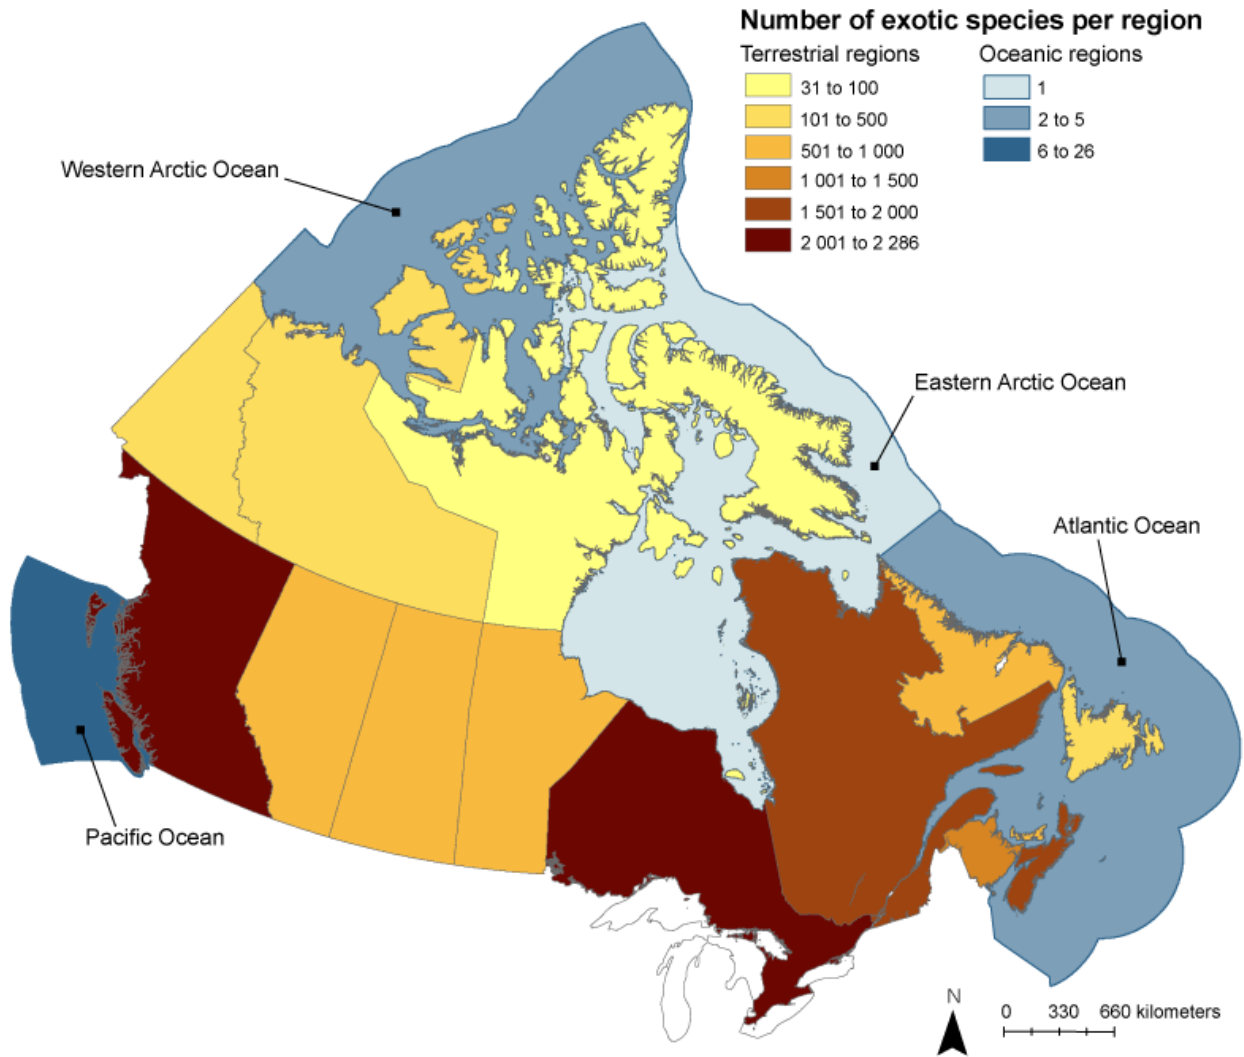 Number of exotic species per region
Terrestrial regions
31 to 100
101 to 500
501 to 1 000
1 001 to 1 500
1 501 to 2 000
2 001 to 2 286
Oceanic regions
1
2 to 5
6 to 26
Western Arctic Ocean
Eastern Arctic Ocean
Atlantic Ocean
Pacific Ocean
N
0 330 660 kilometers